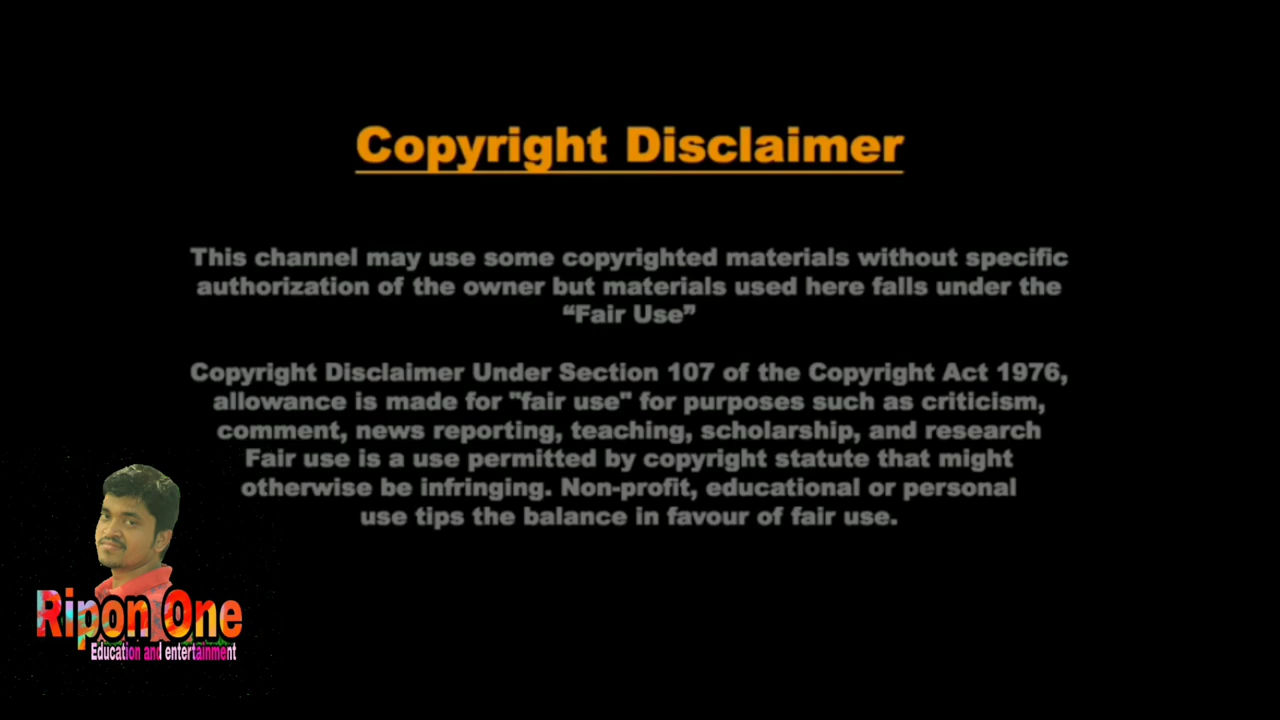 Copyright Disclaimer
This channel may use some copyrighted materials without specific
authorization of the owner but materials used here falls under the
“Fair Use”
Copyright Disclaimer Under Section 107 of the Copyright Act 1976,
allowance is made for "fair use" for purposes such as criticism,
comment, news reporting, teaching, scholarship, and research
Fair use is a use permitted by copyright statute that might
otherwise be infringing. Non-profit, educational or personal
use tips the balance in favour of fair use.
Ripon One
Education and entertainment